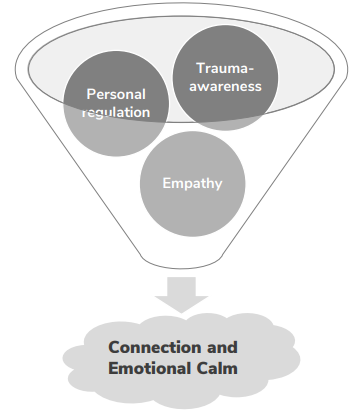 Personal
regulation
Trauma-
awareness
Empathy
Connection and
Emotional Calm